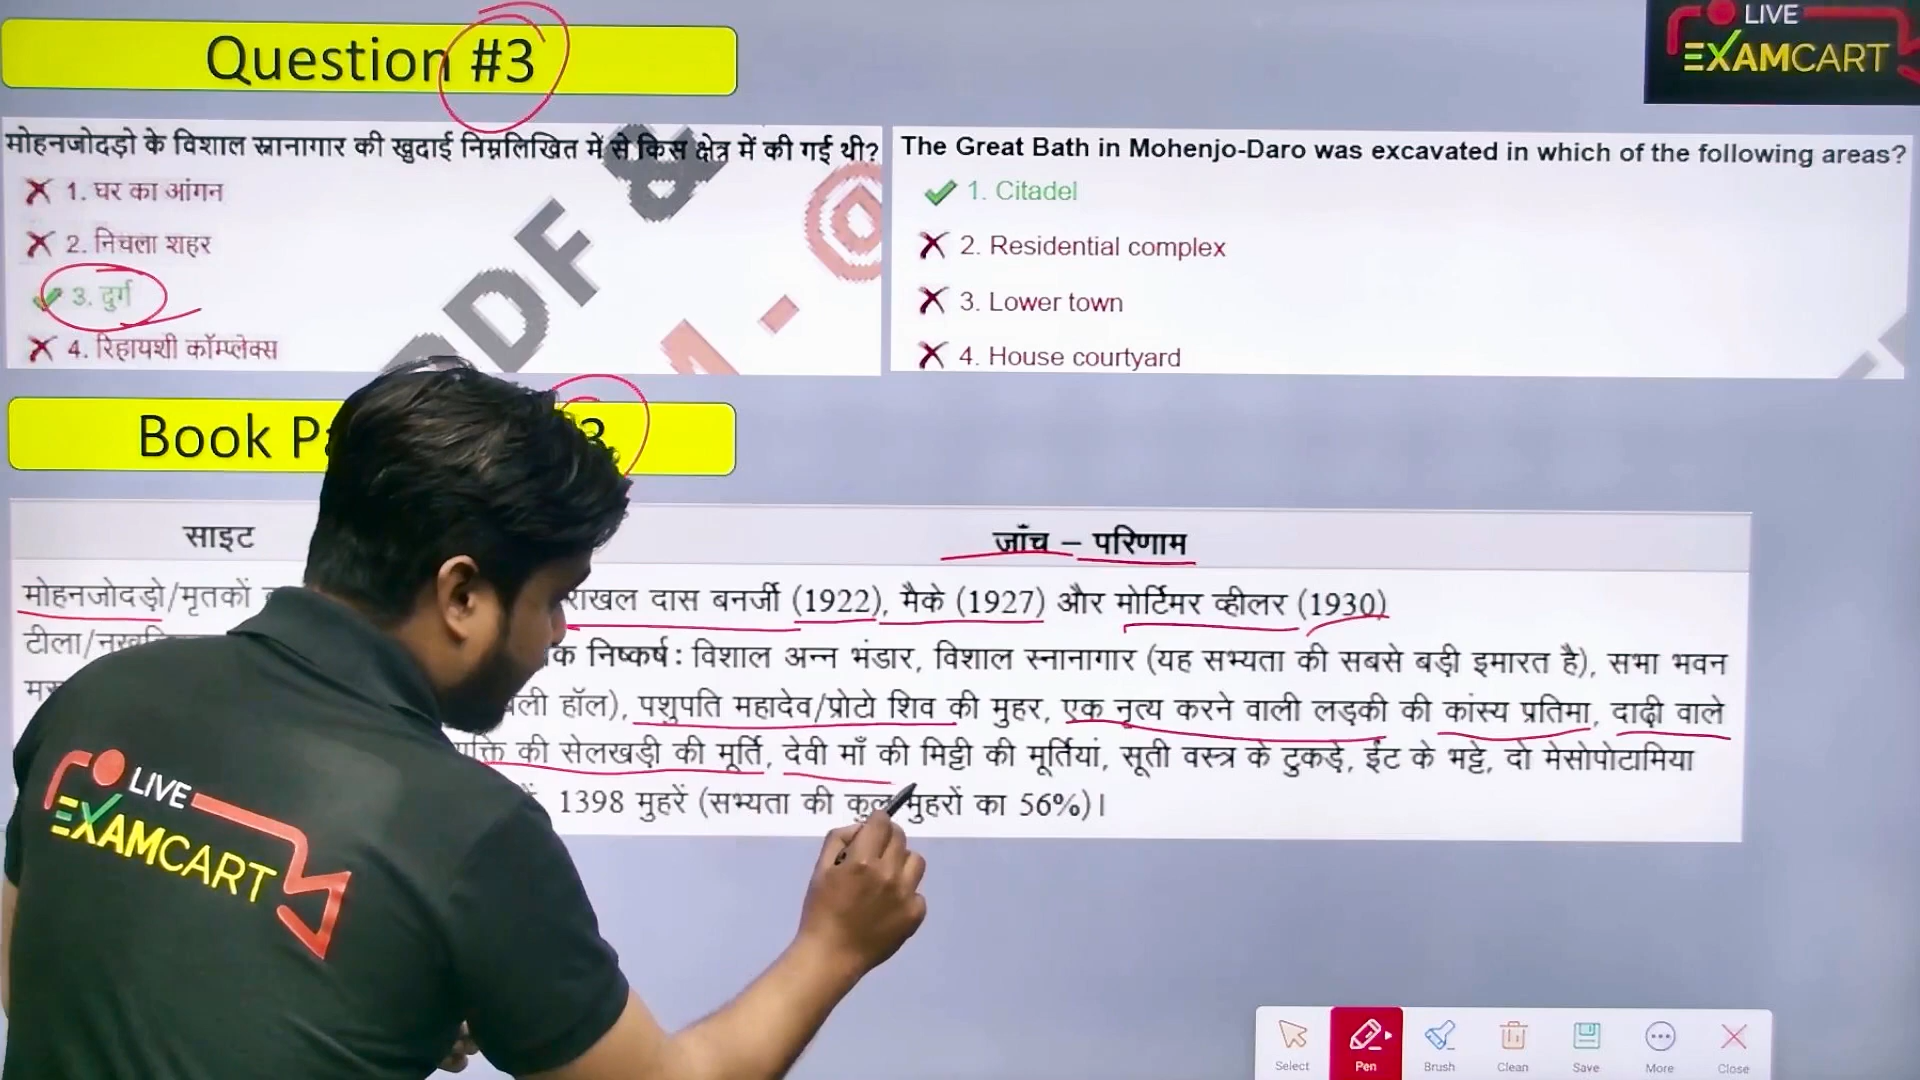 Question #3
LIVE
EXAMCART
मोहनजोदड़ो के विशाल स्नानागार की खुदाई निम्नलिखित में से किस क्षेत्र में की गई थी?
1. घर का आंगन
2. निचला शहर
3. दुर्ग
4. रिहायशी कॉम्प्लेक्स
The Great Bath in Mohenjo-Daro was excavated in which of the following areas?
1. Citadel
2. Residential complex
3. Lower town
4. House courtyard
PDF &
Book 3
साइट
जाँच – परिणाम
मोहनजोदड़ो/मृतकों राखल दास बनर्जी (1922), मैके (1927) और मोर्टिमर व्हीलर (1930)
टीला/ निष्कर्ष: विशाल अन्न भंडार, विशाल स्नानागार (यह सभ्यता की सबसे बड़ी इमारत है), सभा भवन
हॉल), पशुपति महादेव/प्रोटो शिव की मुहर, एक नृत्य करने वाली लड़की की कांस्य प्रतिमा, दाढ़ी वाले
की सेलखड़ी की मूर्ति, देवी माँ की मिट्टी की मूर्तियां, सूती वस्त्र के टुकड़े, ईंट के भट्टे, दो मेसोपोटामिया
1398 मुहरें (सभ्यता की कुल मुहरों का 56%)।
LIVE
EXAMCART
Select
Pen
Brush
Clean
Save
More
Close